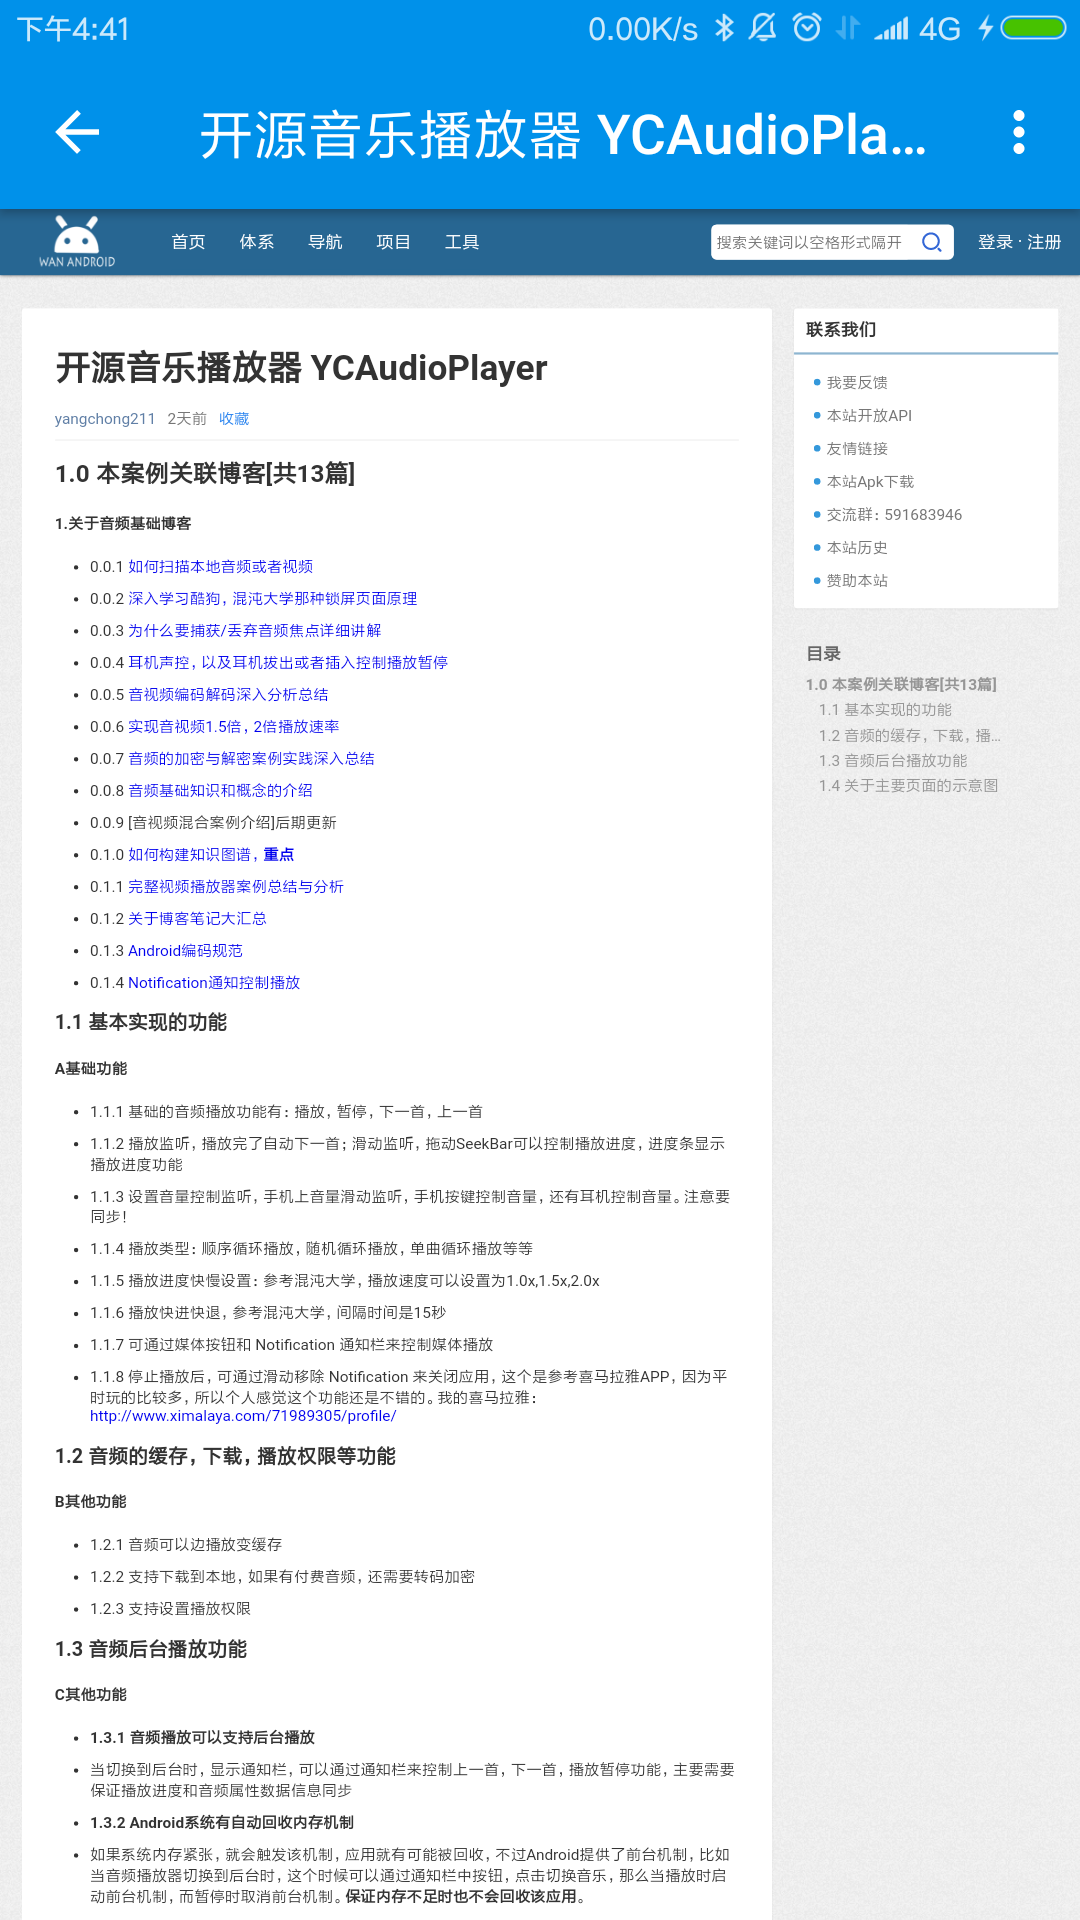 下午4:41
0.00K/s 4G
开源音乐播放器 YCAudioPla...
WAN ANDROID
首页 体系 导航 项目 工具
搜索关键词以空格形式隔开
登录 · 注册
开源音乐播放器 YCAudioPlayer
yangchong211 2天前 收藏
1.0 本案例关联博客[共13篇]
1.关于音频基础博客
• 0.0.1 如何扫描本地音频或者视频
• 0.0.2 深入学习酷狗，混沌大学那种锁屏页面原理
• 0.0.3 为什么要捕获/丢弃音频焦点详细讲解
• 0.0.4 耳机声控，以及耳机拔出或者插入控制播放暂停
• 0.0.5 音视频编码解码深入分析总结
• 0.0.6 实现音视频1.5倍，2倍播放速率
• 0.0.7 音频的加密与解密案例实践深入总结
• 0.0.8 音频基础知识和概念的介绍
• 0.0.9 [音视频混合案例介绍]后期更新
• 0.1.0 如何构建知识图谱，重点
• 0.1.1 完整视频播放器案例总结与分析
• 0.1.2 关于博客笔记大汇总
• 0.1.3 Android编码规范
• 0.1.4 Notification通知控制播放
1.1 基本实现的功能
A基础功能
• 1.1.1 基础的音频播放功能有：播放，暂停，下一首，上一首
• 1.1.2 播放监听，播放完了自动下一首；滑动监听，拖动SeekBar可以控制播放进度，进度条显示
播放进度功能
• 1.1.3 设置音量控制监听，手机上音量滑动监听，手机按键控制音量，还有耳机控制音量。注意要
同步！
• 1.1.4 播放类型：顺序循环播放，随机循环播放，单曲循环播放等等
• 1.1.5 播放进度快慢设置：参考混沌大学，播放速度可以设置为1.0x,1.5x,2.0x
• 1.1.6 播放快进快退，参考混沌大学，间隔时间是15秒
• 1.1.7 可通过媒体按钮和 Notification 通知栏来控制媒体播放
• 1.1.8 停止播放后，可通过滑动移除 Notification 来关闭应用，这个是参考喜马拉雅APP，因为平
时玩的比较多，所以个人感觉这个功能还是不错的。我的喜马拉雅：
http://www.ximalaya.com/71989305/profile/
1.2 音频的缓存，下载，播放权限等功能
B其他功能
• 1.2.1 音频可以边播放变缓存
• 1.2.2 支持下载到本地，如果有付费音频，还需要转码加密
• 1.2.3 支持设置播放权限
1.3 音频后台播放功能
C其他功能
• 1.3.1 音频播放可以支持后台播放
• 当切换到后台时，显示通知栏，可以通过通知栏来控制上一首，下一首，播放暂停功能，主要需要
保证播放进度和音频属性数据信息同步
• 1.3.2 Android系统有自动回收内存机制
• 如果系统内存紧张，就会触发该机制，应用就有可能被回收，不过Android提供了前台机制，比如
当音频播放器切换到后台时，这个时候可以通过通知栏中按钮，点击切换音乐，那么当播放时启
动前台机制，而暂停时取消前台机制。保证内存不足时也不会回收该应用。
联系我们
• 我要反馈
• 本站开放API
• 友情链接
• 本站Apk下载
• 交流群：591683946
• 本站历史
• 赞助本站
目录
1.0 本案例关联博客[共13篇]
1.1 基本实现的功能
1.2 音频的缓存，下载，播...
1.3 音频后台播放功能
1.4 关于主要页面的示意图